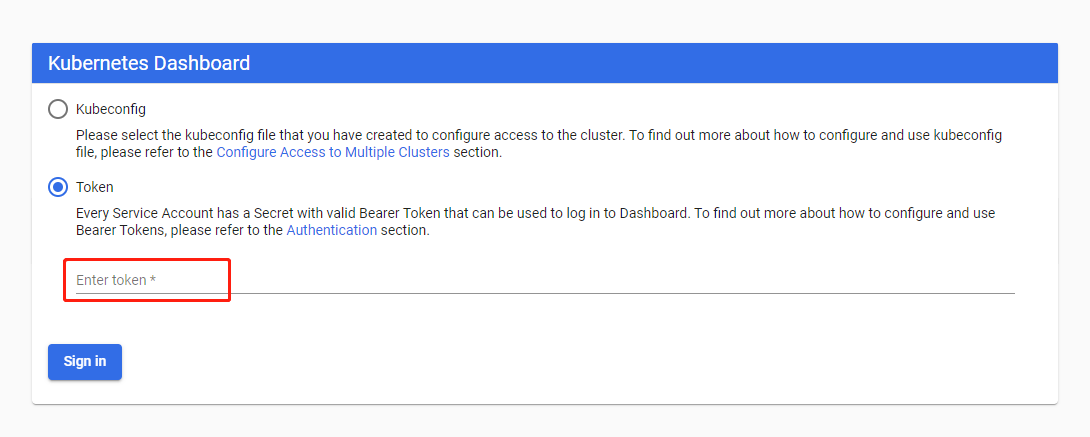 Kubernetes Dashboard
Kubeconfig
Please select the kubeconfig file that you have created to configure access to the cluster. To find out more about how to configure and use kubeconfig
file, please refer to the Configure Access to Multiple Clusters section.
Token
Every Service Account has a Secret with valid Bearer Token that can be used to log in to Dashboard. To find out more about how to configure and use
Bearer Tokens, please refer to the Authentication section.
Enter token *
Sign in